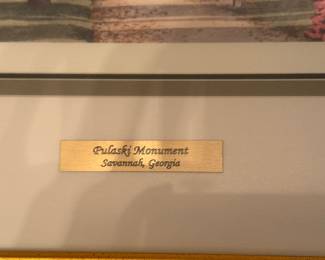 Pulaski Monument
Savannah, Georgia